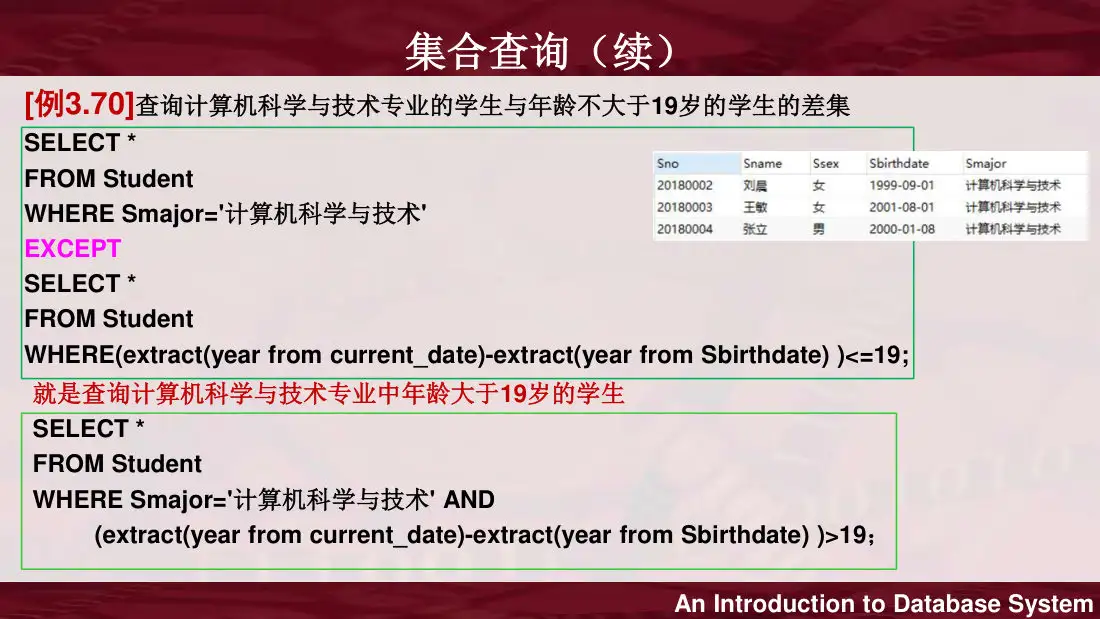 集合查询（续）
[例3.70]查询计算机科学与技术专业的学生与年龄不大于19岁的学生的差集
SELECT *
FROM Student
WHERE Smajor='计算机科学与技术'
EXCEPT
SELECT *
FROM Student
WHERE(extract(year from current_date)-extract(year from Sbirthdate) )<=19;
Sno Sname Ssex Sbirthdate Smajor
20180002 刘晨 女 1999-09-01 计算机科学与技术
20180003 王敏 女 2001-08-01 计算机科学与技术
20180004 张立 男 2000-01-08 计算机科学与技术
就是查询计算机科学与技术专业中年龄大于19岁的学生
SELECT *
FROM Student
WHERE Smajor='计算机科学与技术' AND
(extract(year from current_date)-extract(year from Sbirthdate) )>19；
An Introduction to Database System